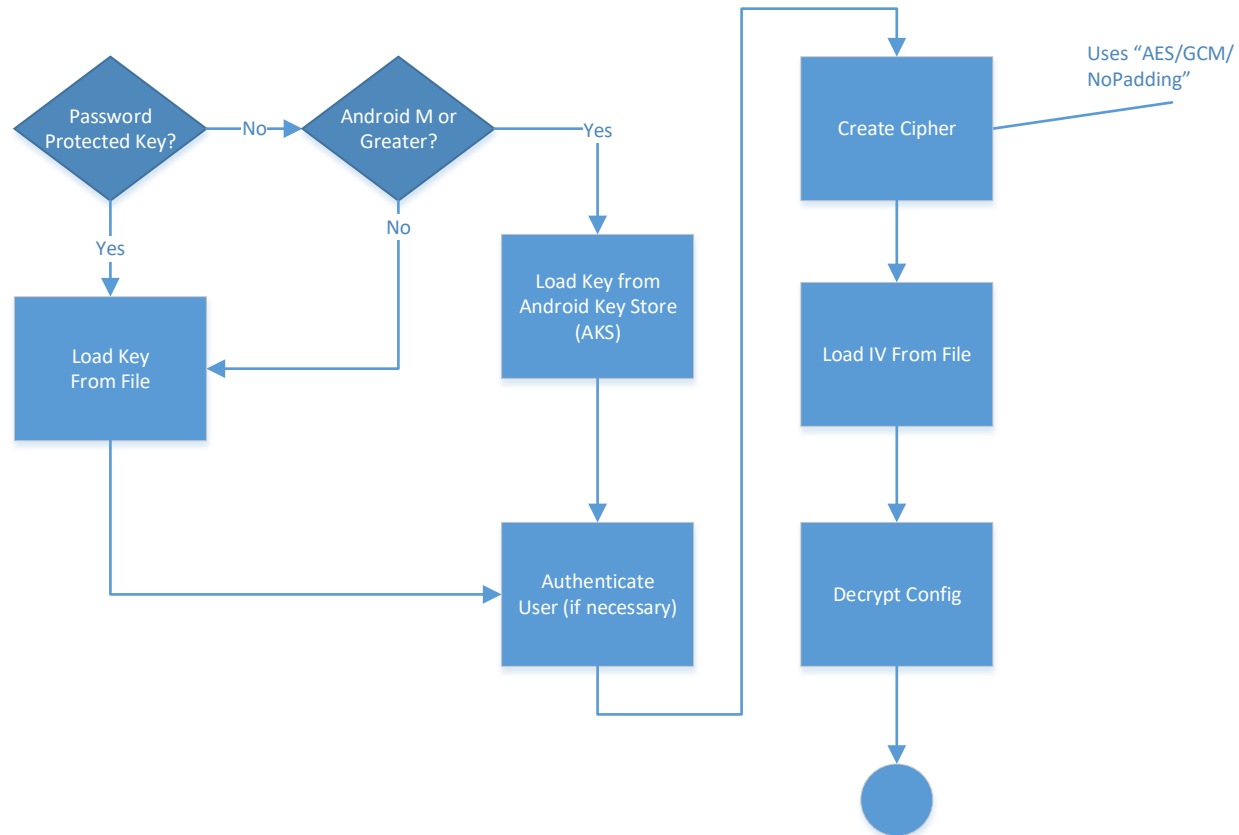 Password
Protected Key?
No
Android M or
Greater?
Yes
No
Yes
Load Key
From File
Load Key from
Android Key Store
(AKS)
Authenticate
User (if necessary)
Create Cipher
Uses “AES/GCM/
NoPadding”
Load IV From File
Decrypt Config